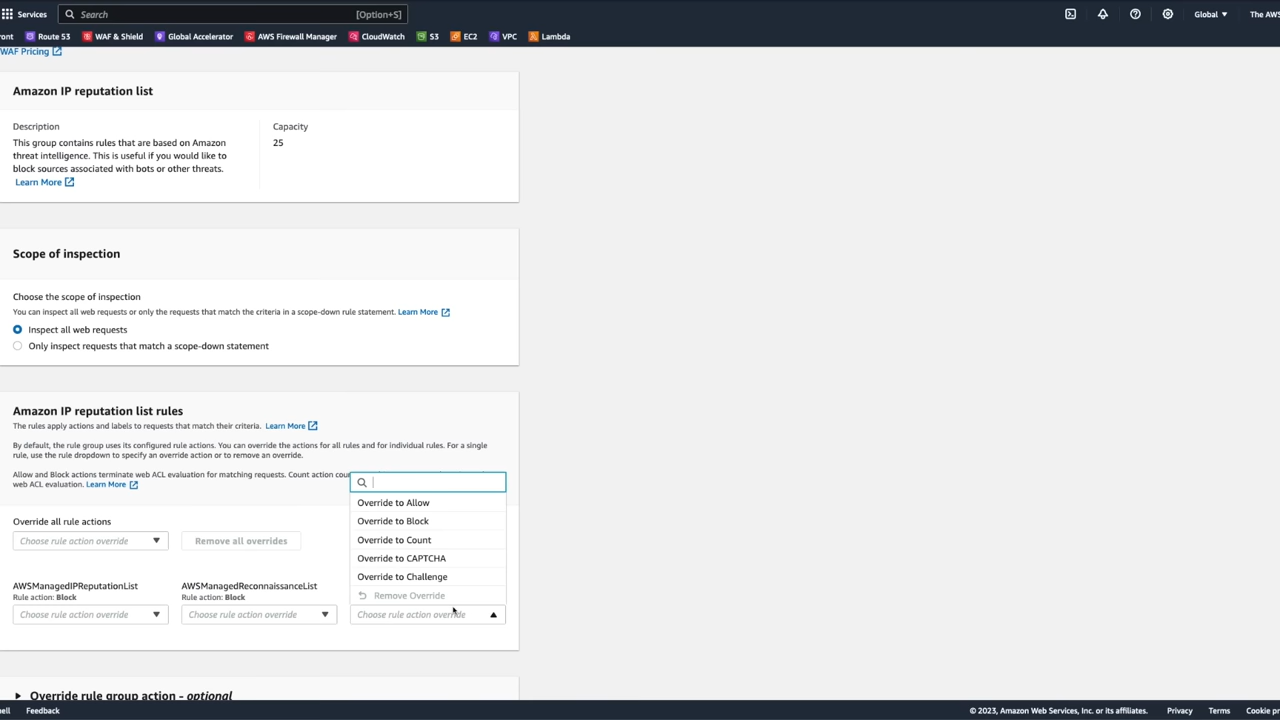 Services
Search
[Option+S]
Global
The AWS
ront
Route 53
WAF & Shield
Global Accelerator
AWS Firewall Manager
CloudWatch
S3
EC2
VPC
Lambda
WAF Pricing
Amazon IP reputation list
Description
This group contains rules that are based on Amazon
threat intelligence. This is useful if you would like to
block sources associated with bots or other threats.
Learn More
Capacity
25
Scope of inspection
Choose the scope of inspection
You can inspect all web requests or only the requests that match the criteria in a scope-down rule statement. Learn More
Inspect all web requests
Only inspect requests that match a scope-down statement
Amazon IP reputation list rules
The rules apply actions and labels to requests that match their criteria. Learn More
By default, the rule group uses its configured rule actions. You can override the actions for all rules and for individual rules. For a single
rule, use the rule dropdown to specify an override action or to remove an override.
Allow and Block actions terminate web ACL evaluation for matching requests. Count action cou
web ACL evaluation. Learn More
Override all rule actions
Choose rule action override
Remove all overrides
AWSManagedIPReputationList
Rule action: Block
Choose rule action override
AWSManagedReconnaissanceList
Rule action: Block
Choose rule action override
Override to Allow
Override to Block
Override to Count
Override to CAPTCHA
Override to Challenge
Remove Override
Choose rule action override
Override rule group action - optional
ell
Feedback
© 2023, Amazon Web Services, Inc. or its affiliates.
Privacy
Terms
Cookie pr